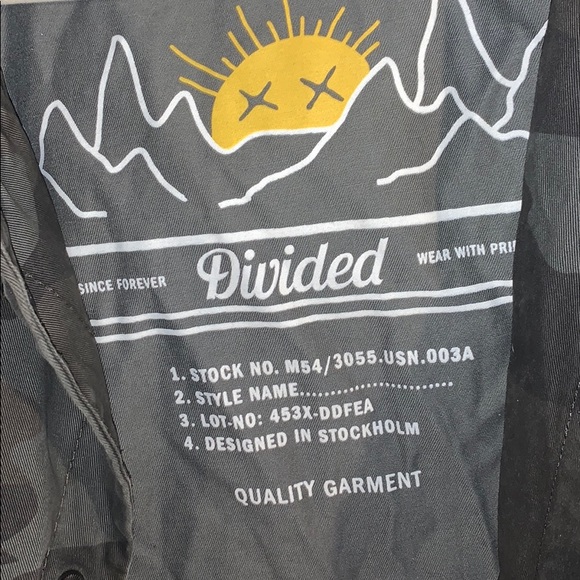 SINCE FOREVER Divided WEAR WITH
1. STOCK NO. M54/3055.USN.003A
2. STYLE NAME........................
3. LOT-NO: 453X-DDFEA
4. DESIGNED IN STOCKHOLM
QUALITY GARMENT